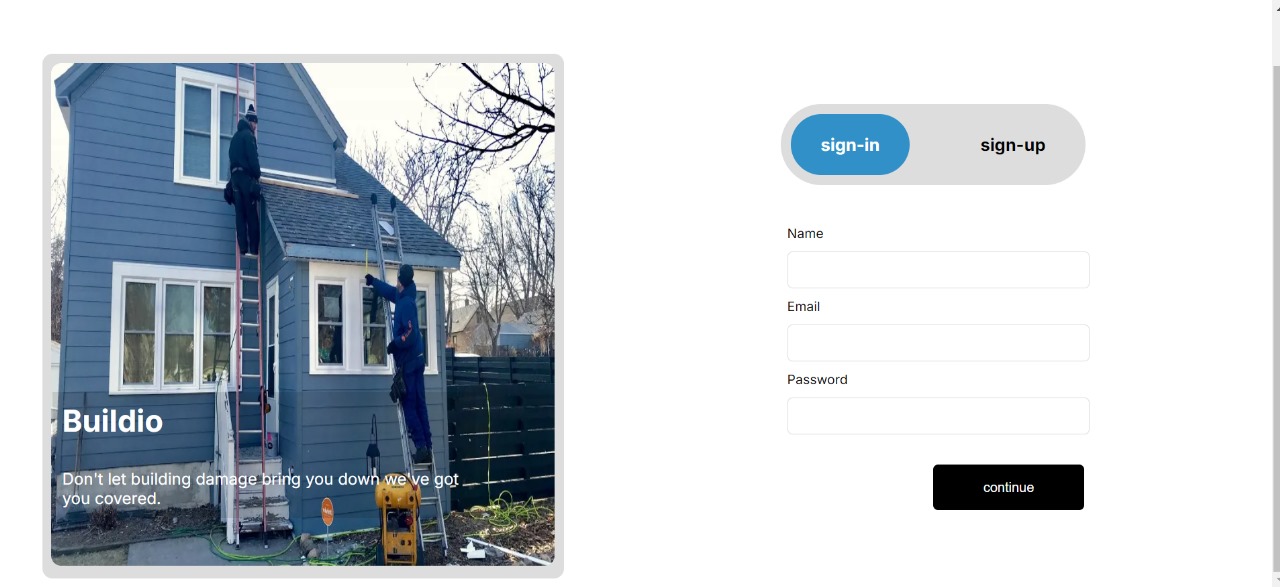 Buildio
Don't let building damage bring you down we've got
you covered.
sign-in
sign-up
Name
Email
Password
continue